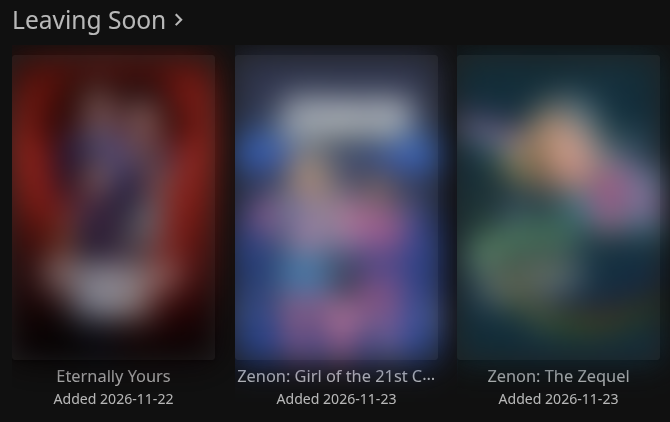 Leaving Soon >
Eternally Yours
Added 2026-11-22
Zenon: Girl of the 21st C...
Added 2026-11-23
Zenon: The Zequel
Added 2026-11-23